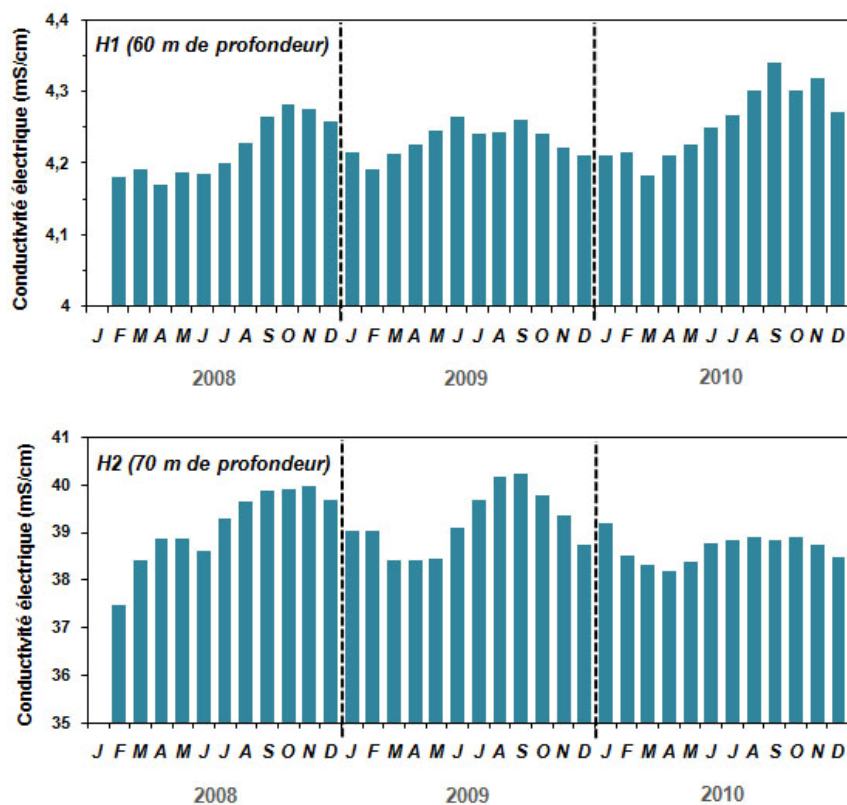 Conductivité électrique (mS/cm)
H1 (60 m de profondeur)
4,4
4,3
4,2
4,1
4
J F M A M J J A S O N D J F M A M J J A S O N D J F M A M J J A S O N D
2008 2009 2010
Conductivité électrique (mS/cm)
H2 (70 m de profondeur)
41
40
39
38
37
36
35
J F M A M J J A S O N D J F M A M J J A S O N D J F M A M J J A S O N D
2008 2009 2010